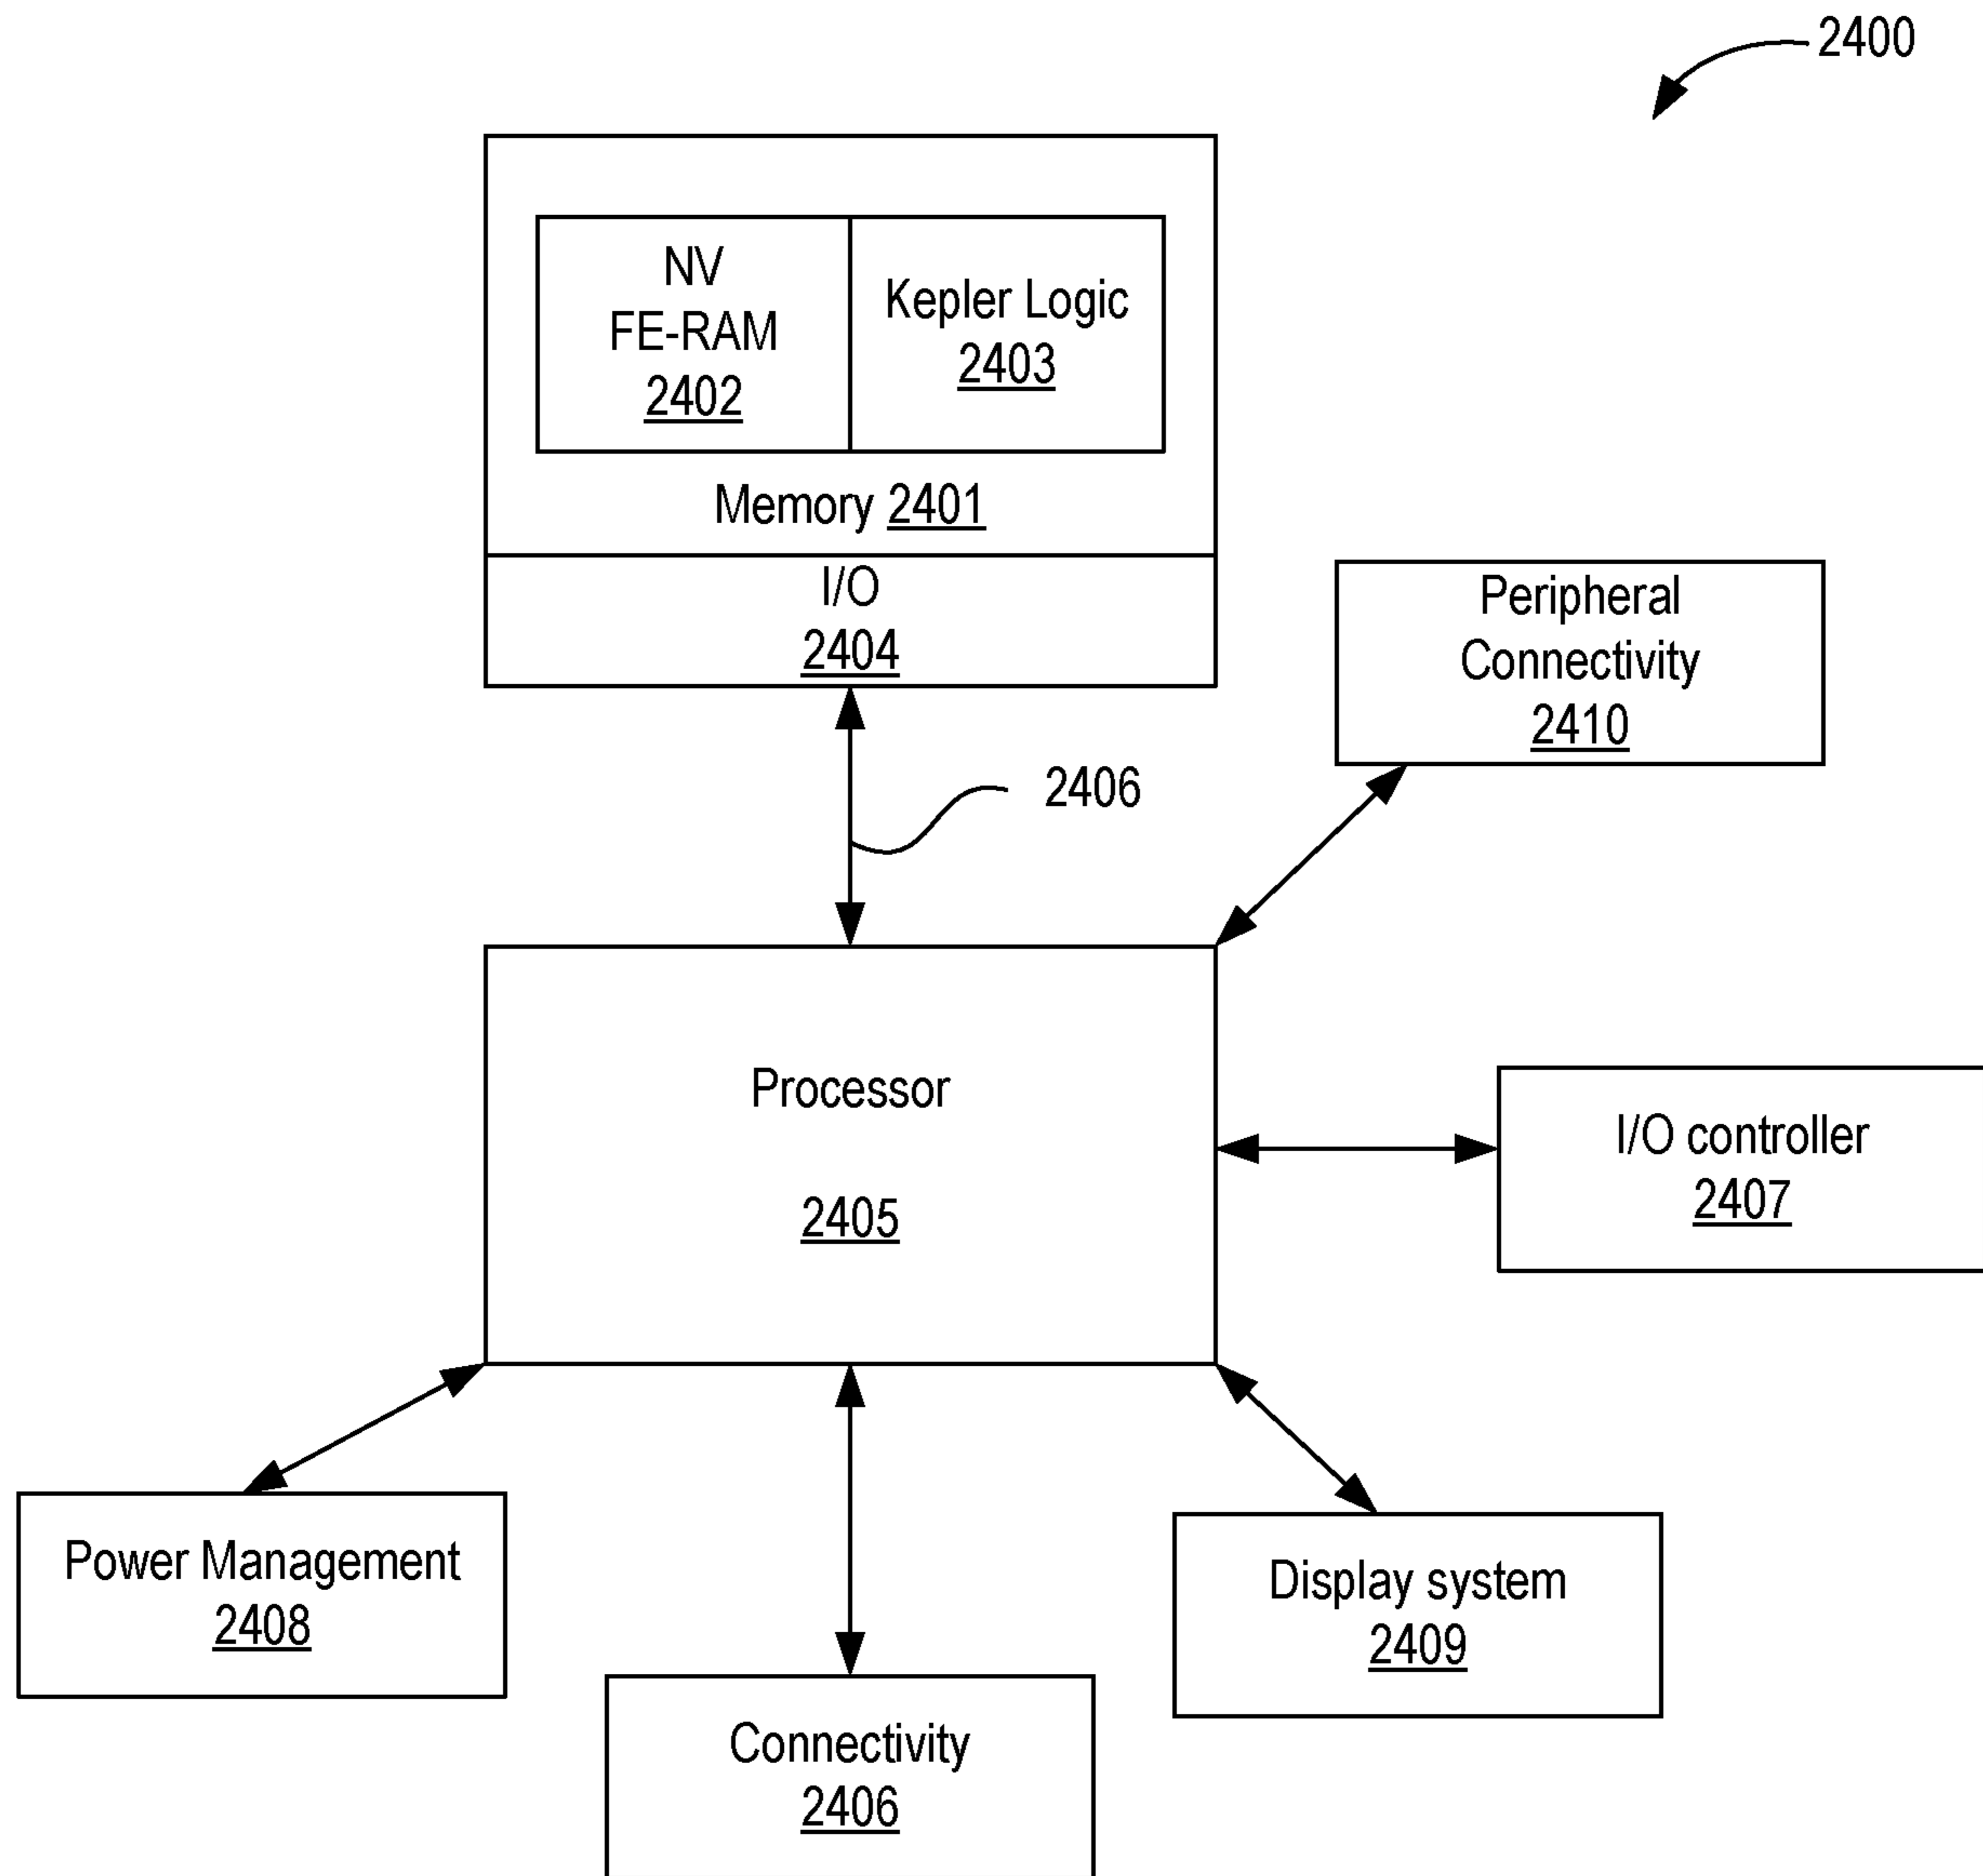 2400
NV
FE-RAM
2402
Kepler Logic
2403
Memory 2401
I/O
2404
Peripheral
Connectivity
2410
2406
Processor
2405
I/O controller
2407
Power Management
2408
Display system
2409
Connectivity
2406